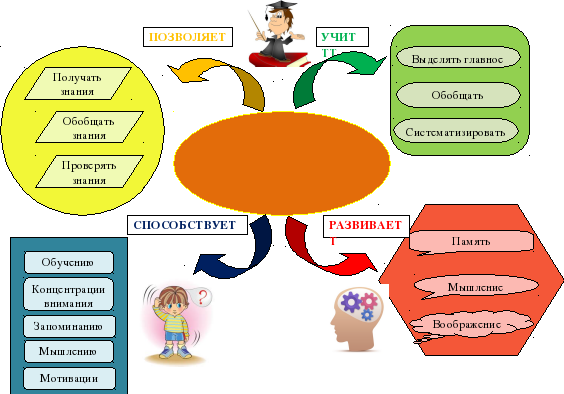 ПОЗВОЛЯЕТ
УЧИТ
ТТ
Получать
знания
Обобщать
знания
Проверять
знания
Выделять главное
Обобщать
Систематизировать
СПОСОБСТВУЕТ
РАЗВИВАЕТ
Т
Обучению
Концентрации
внимания
Запоминанию
Мышлению
Мотивации
Память
Мышление
Воображение
?